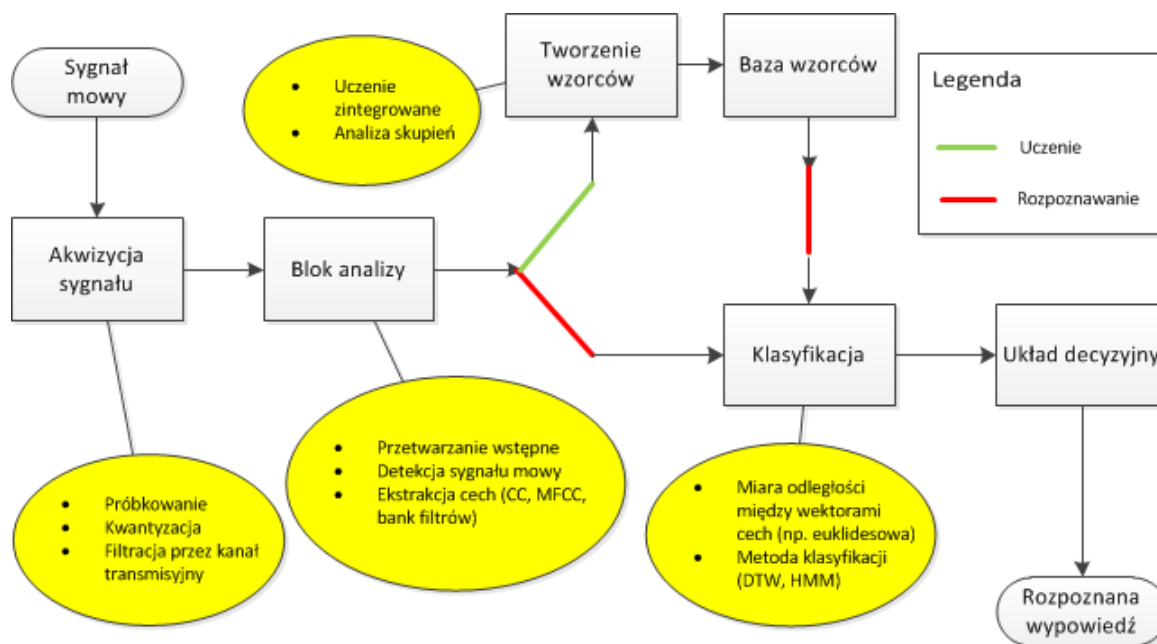 Sygnał
mowy
Uczenie
zintegrowane
Analiza skupień
Tworzenie
wzorców
Baza wzorców
Legenda
Uczenie
Rozpoznawanie
Akwizycja
sygnału
Blok analizy
Klasyfikacja
Układ decyzyjny
Próbkowanie
Kwantyzacja
Filtracja przez kanał
transmisyjny
Przetwarzanie wstępne
Detekcja sygnału mowy
Ekstrakcja cech (CC, MFCC,
bank filtrów)
Miara odległości
między wektorami
cech (np. euklidesowa)
Metoda klasyfikacji
(DTW, HMM)
Rozpoznana
wypowiedź